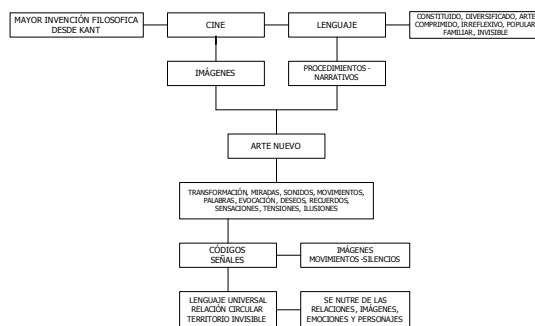 MAYOR INVENCIÓN FILOSOFICA
DESDE KANT
CINE
LENGUAJE
CONSTITUIDO, DIVERSIFICADO, ARTE
COMPRIMIDO, IRREFLEXIVO, POPULAR
FAMILIAR, INVISIBLE
IMÁGENES
PROCEDIMIENTOS -
NARRATIVOS
ARTE NUEVO
TRANSFORMACIÓN, MIRADAS, SONIDOS, MOVIMIENTOS,
PALABRAS, EVOCACIÓN, DESEOS, RECUERDOS,
SENSACIONES, TENSIONES, ILUSIONES
CÓDIGOS
SEÑALES
IMÁGENES
MOVIMIENTOS -SILENCIOS
LENGUAJE UNIVERSAL
RELACIÓN CIRCULAR
TERRITORIO INVISIBLE
SE NUTRE DE LAS
RELACIONES, IMÁGENES,
EMOCIONES Y PERSONAJES